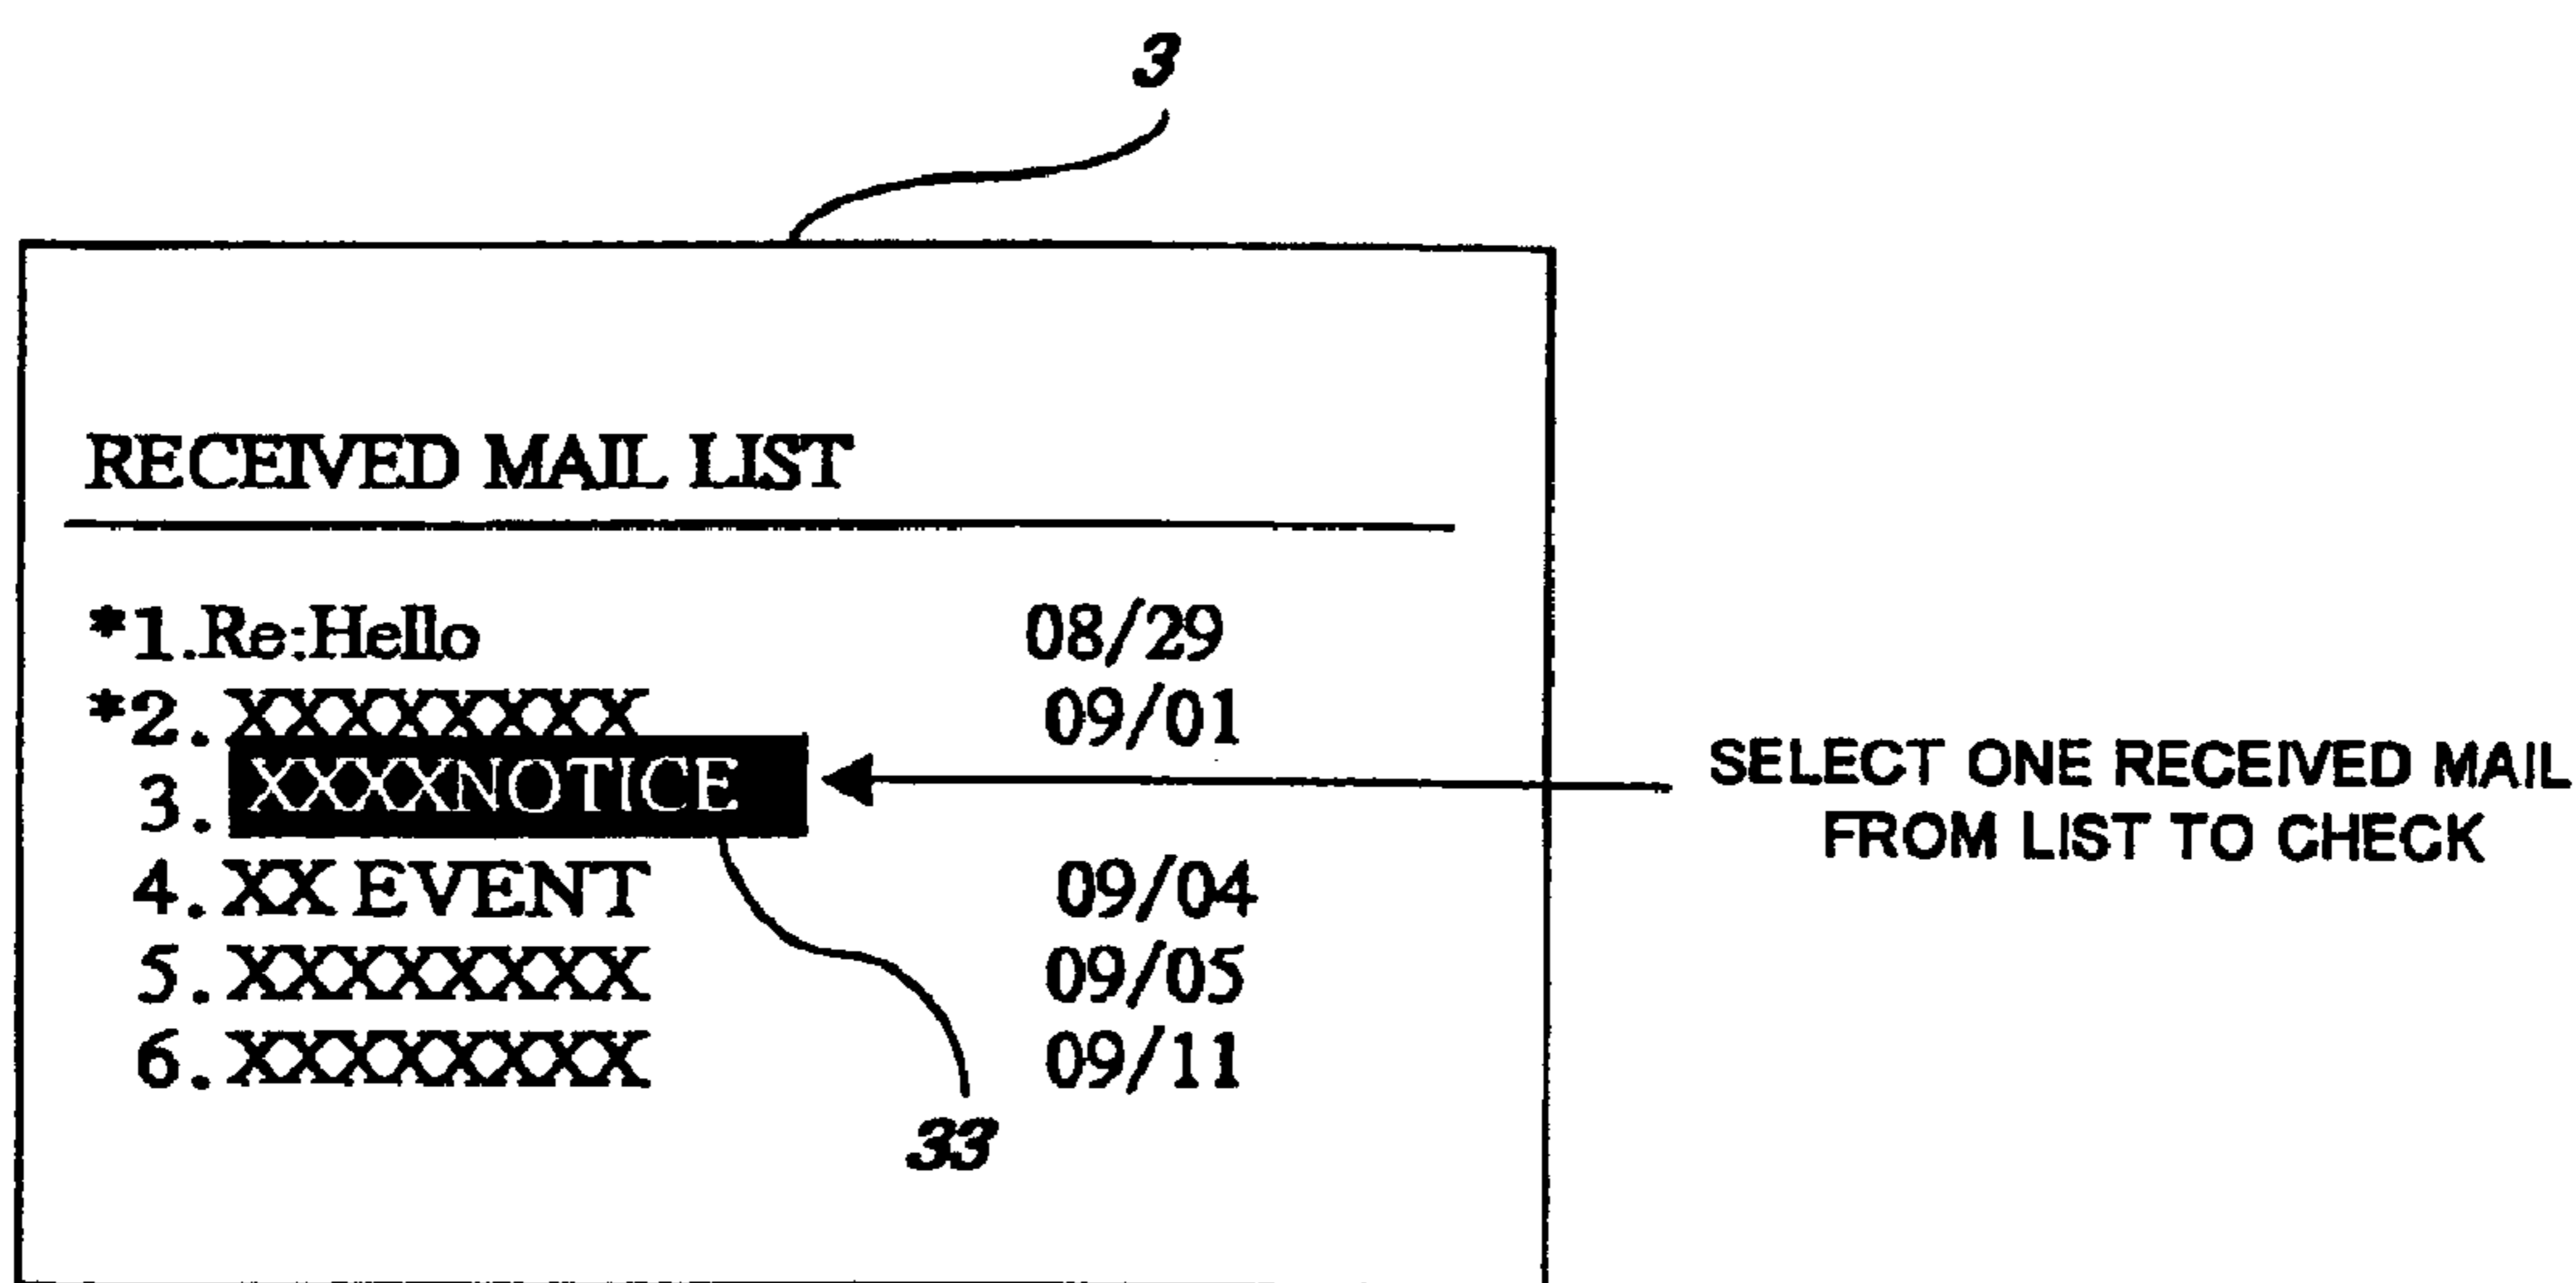 3
RECEIVED MAIL LIST
*1.Re:Hello 08/29
*2. XXXXXXXX 09/01
3. XXXXNOTICE
SELECT ONE RECEIVED MAIL
FROM LIST TO CHECK
4. XX EVENT 09/04
5. XXXXXXXX 09/05
6. XXXXXXXX 09/11
33